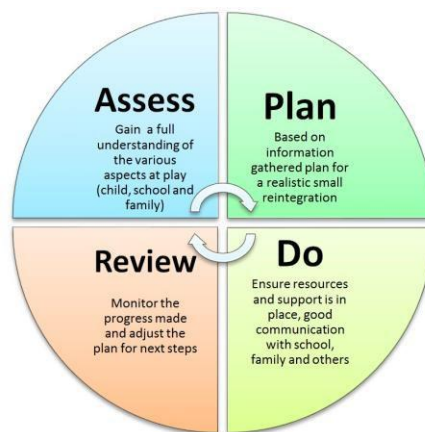 Assess
Gain a full
understanding of
the various
aspects at play
(child, school and
family)
Plan
Based on
information
gathered plan for
a realistic small
reintegration
Do
Ensure resources
and support is in
place, good
communication
with school,
family and others
Review
Monitor the
progress made
and adjust the
plan for next steps